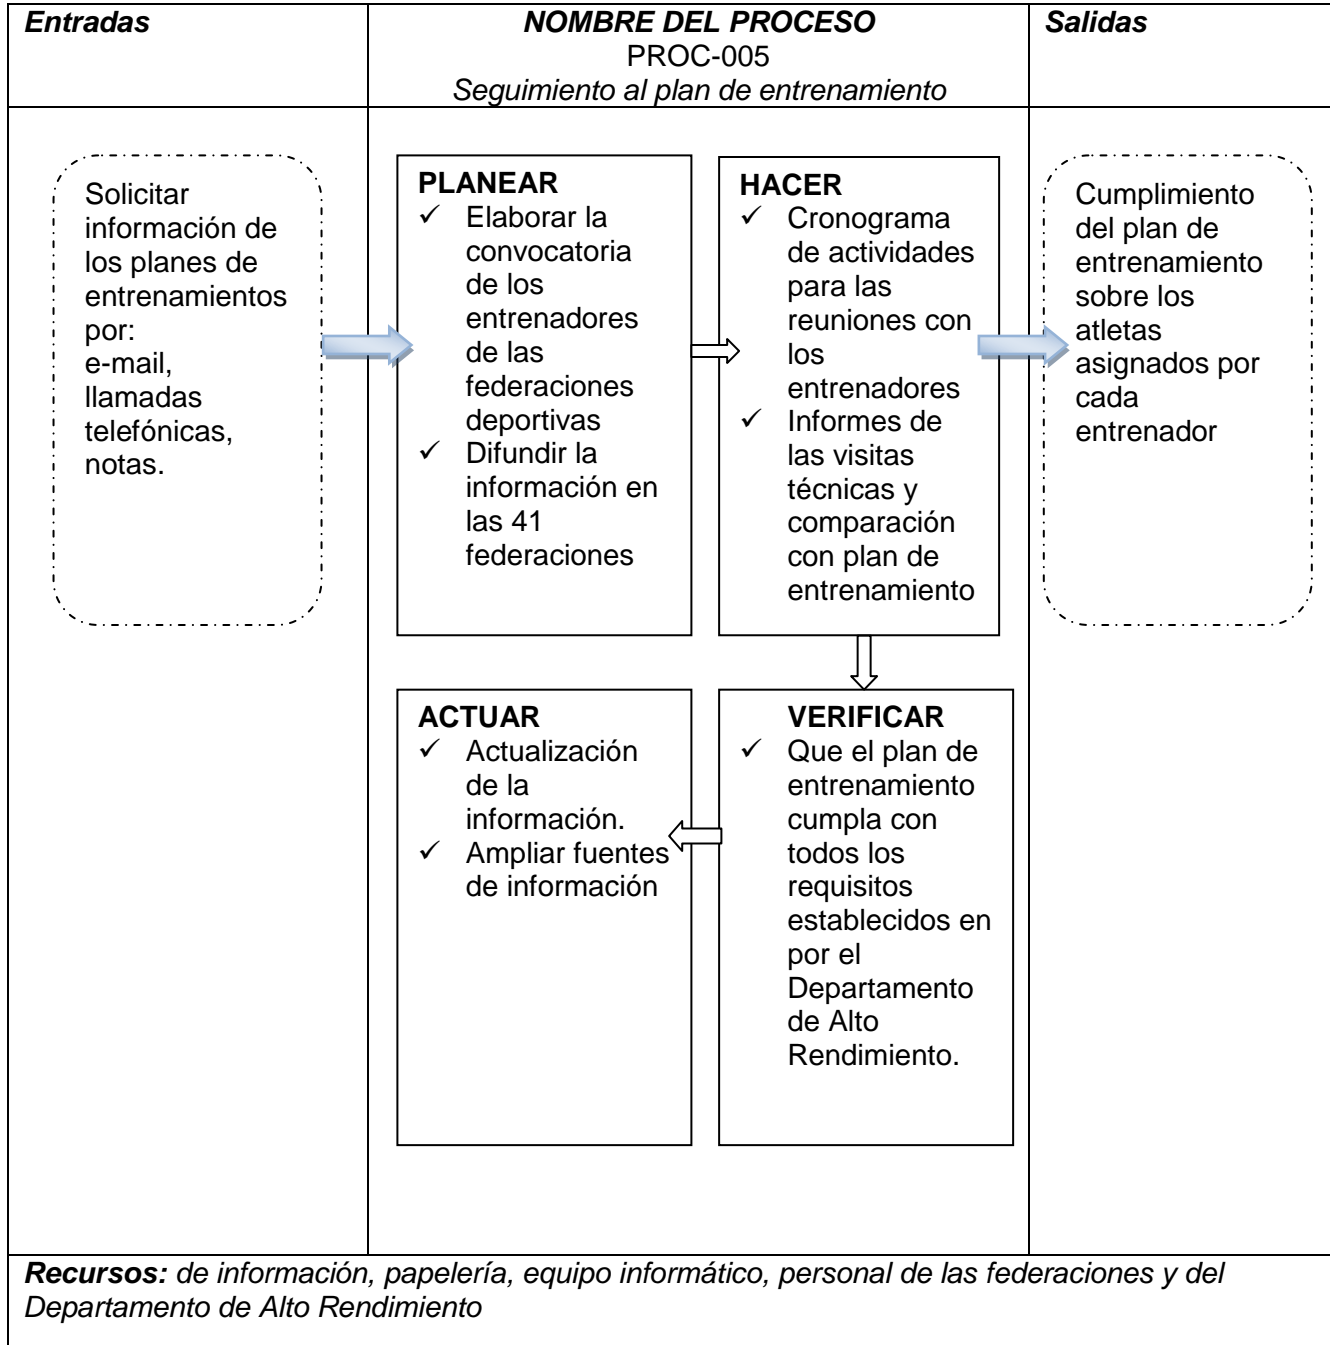 Entradas
NOMBRE DEL PROCESO
PROC-005
Seguimiento al plan de entrenamiento
Salidas
Solicitar
información de
los planes de
entrenamientos
por:
e-mail,
llamadas
telefónicas,
notas.
PLANEAR
✓ Elaborar la
convocatoria
de los
entrenadores
de las
federaciones
deportivas
✓ Difundir la
información en
las 41
federaciones
HACER
✓ Cronograma
de actividades
para las
reuniones con
los
entrenadores
✓ Informes de
las visitas
técnicas y
comparación
con plan de
entrenamiento
Cumplimiento
del plan de
entrenamiento
sobre los
atletas
asignados por
cada
entrenador
ACTUAR
✓ Actualización
de la
información.
✓ Ampliar fuentes
de información
VERIFICAR
✓ Que el plan de
entrenamiento
cumpla con
todos los
requisitos
establecidos en
por el
Departamento
de Alto
Rendimiento.
Recursos: de información, papelería, equipo informático, personal de las federaciones y del
Departamento de Alto Rendimiento